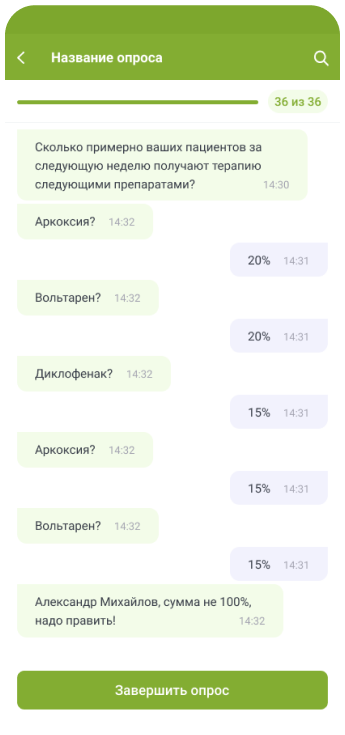 Название опроса
36 из 36
Сколько примерно ваших пациентов за
следующую неделю получают терапию
следующими препаратами? 14:30
Аркоксия? 14:32
20% 14:31
Вольтарен? 14:32
20% 14:31
Диклофенак? 14:32
15% 14:31
Аркоксия? 14:32
15% 14:31
Вольтарен? 14:32
15% 14:31
Александр Михайлов, сумма не 100%,
надо править! 14:32
Завершить опрос